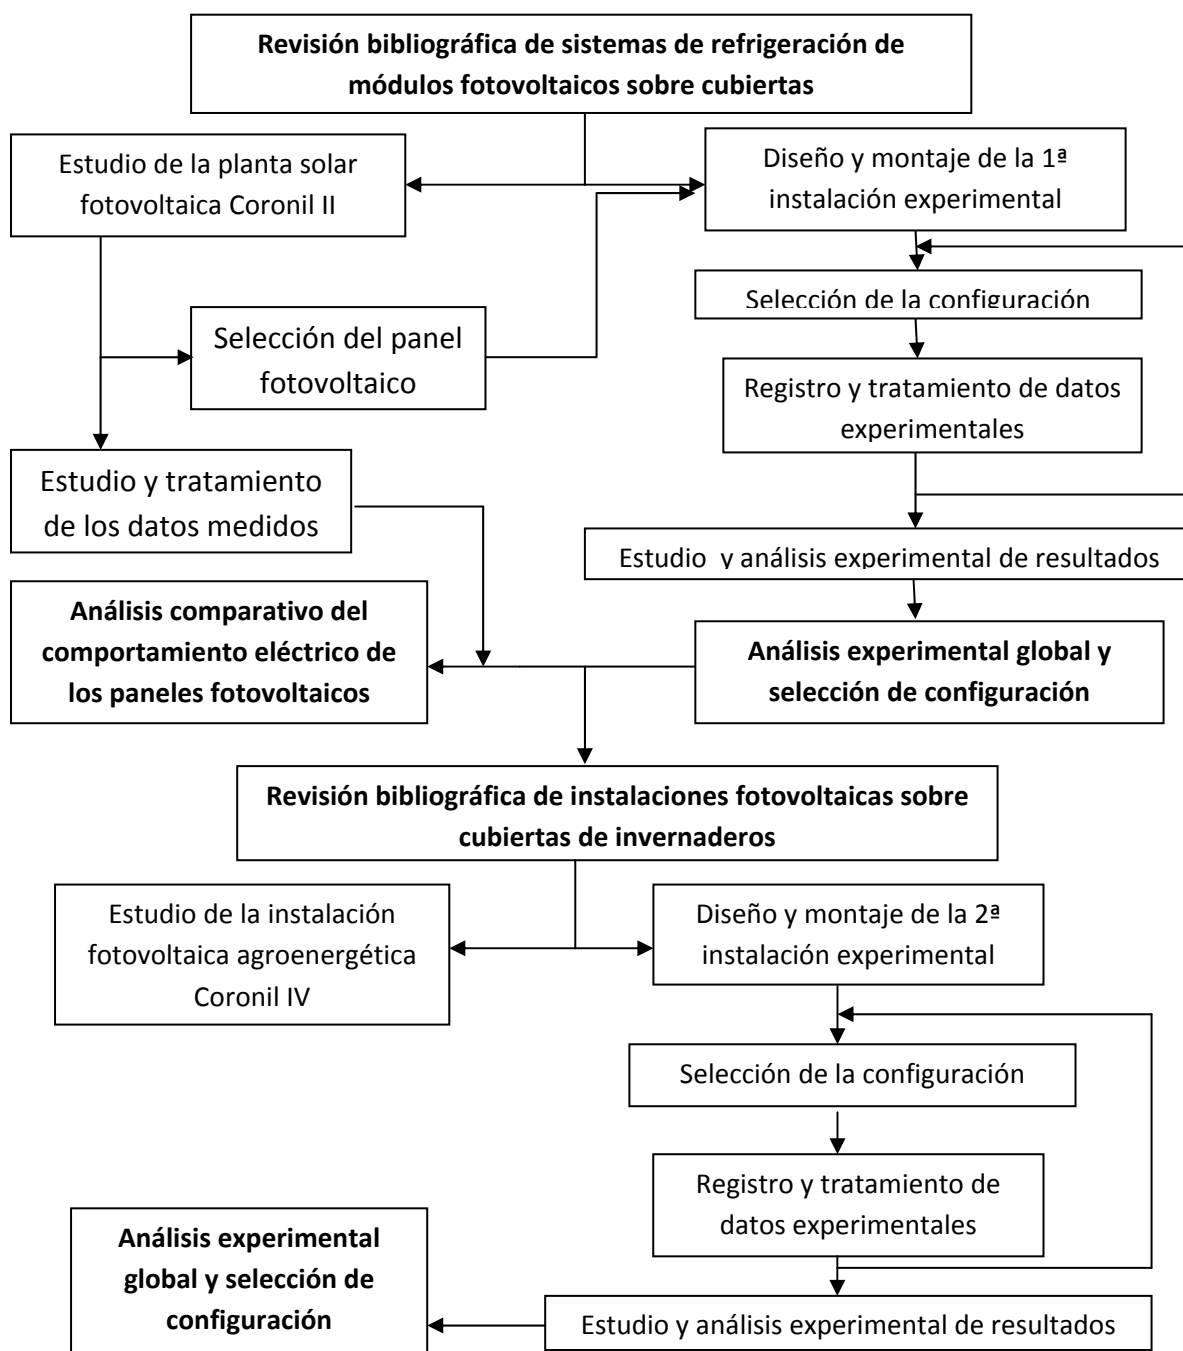 Revisión bibliográfica de sistemas de refrigeración de
módulos fotovoltaicos sobre cubiertas
Estudio de la planta solar
fotovoltaica Coronil II
Diseño y montaje de la 1ª
instalación experimental
Selección de la configuración
Selección del panel
fotovoltaico
Registro y tratamiento de datos
experimentales
Estudio y tratamiento
de los datos medidos
Estudio  y análisis experimental de resultados
Análisis comparativo del
comportamiento eléctrico de
los paneles fotovoltaicos
Análisis experimental global y
selección de configuración
Revisión bibliográfica de instalaciones fotovoltaicas sobre
cubiertas de invernaderos
Estudio de la instalación
fotovoltaica agroenergética
Coronil IV
Diseño y montaje de la 2ª
instalación experimental
Selección de la configuración
Registro y tratamiento de
datos experimentales
Análisis experimental
global y selección de
configuración
Estudio y análisis experimental de resultados